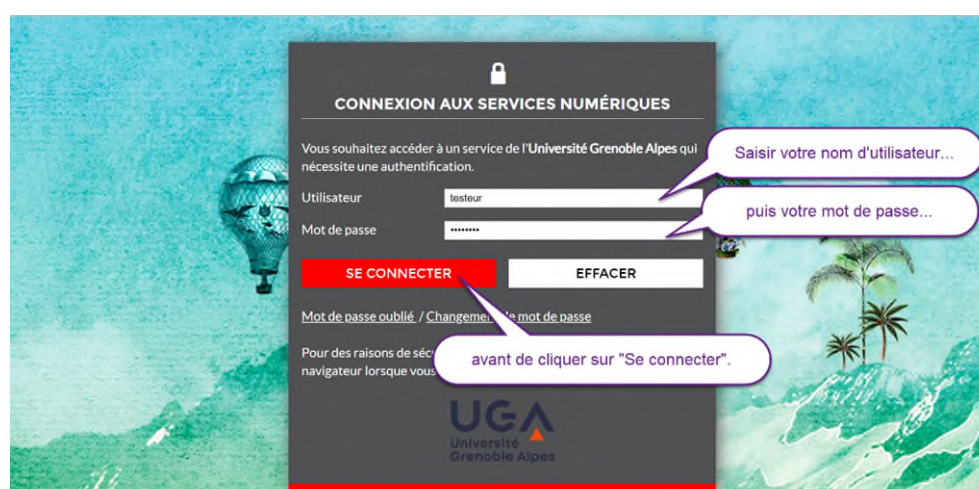 CONNEXION AUX SERVICES NUMÉRIQUES
Vous souhaitez accéder à un service de l'Université Grenoble Alpes qui
nécessite une authentification.
Saisir votre nom d'utilisateur...
Utilisateur
testeur
puis votre mot de passe...
Mot de passe
••••••••
SE CONNECTER
EFFACER
Mot de passe oublié / Changement de mot de passe
Pour des raisons de
navigateur lorsque vous
avant de cliquer sur "Se connecter".
UGA
Université
Grenoble Alpes